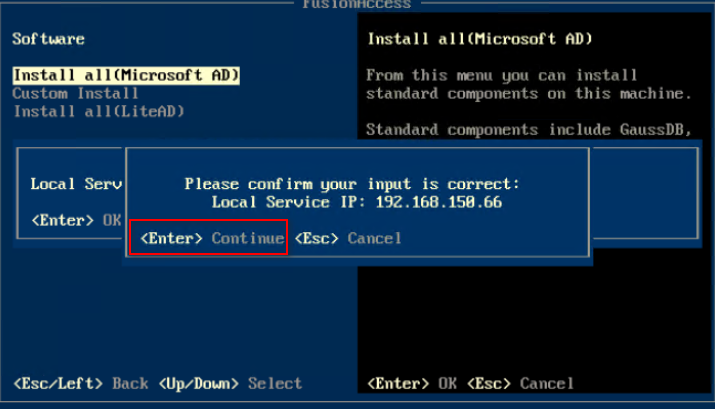 FusionAccess
Software
Install all(Microsoft AD)
Custom Install
Install all(LiteAD)
Install all(Microsoft AD)
From this menu you can install
standard components on this machine.
Standard components include GaussDB,
Local Serv
<Enter> OK
Please confirm your input is correct:
Local Service IP: 192.168.150.66
<Enter> Continue <Esc> Cancel
<Esc/Left> Back <Up/Down> Select
<Enter> OK <Esc> Cancel